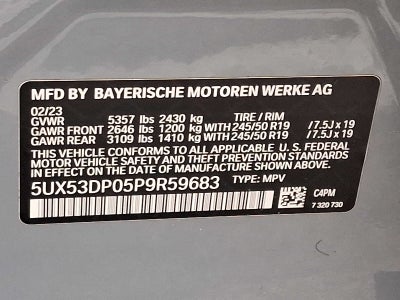 MFD BY BAYERISCHE MOTOREN WERKE AG
02/23
GVWR 5357 lbs 2430 kg TIRE / RIM
GAWR FRONT 2646 lbs 1200 kg WITH 245/50 R19 / 7.5J x 19
GAWR REAR 3109 lbs 1410 kg WITH 245/50 R19 / 7.5J x 19
THIS VEHICLE CONFORMS TO ALL APPLICABLE U.S. FEDERAL
MOTOR VEHICLE SAFETY, BUMPER, AND THEFT PREVENTION
STANDARDS IN EFFECT ON THE DATE OF MANUFACTURE SHOWN ABOVE.
5UX53DP05P9R59683 TYPE: MPV
C4PM
7 320 730